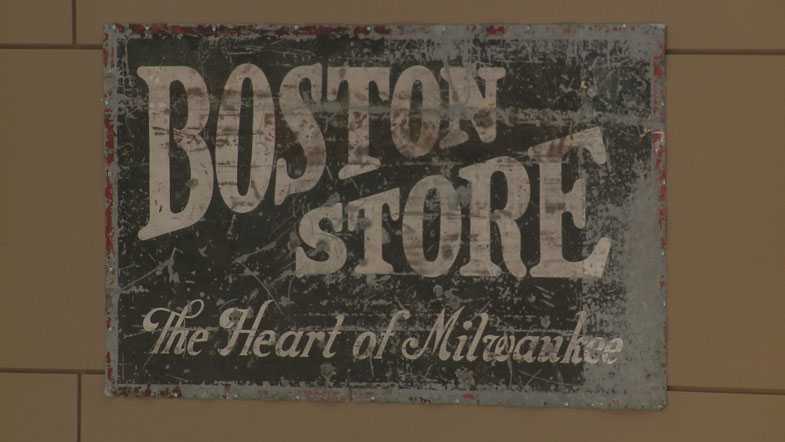 BOSTON
STORE
The Heart of Milwaukee